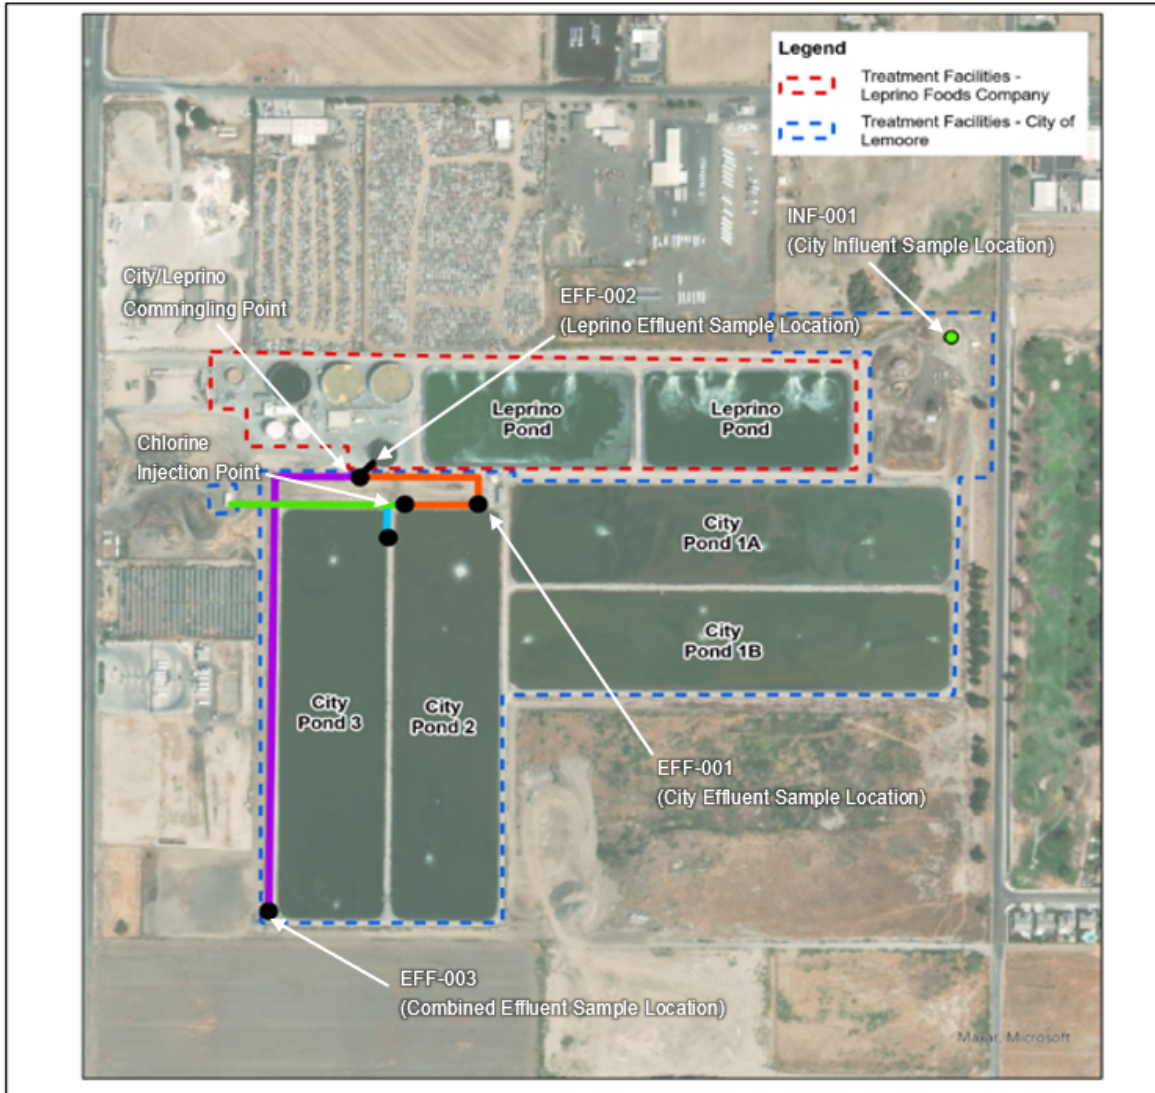 Legend
Treatment Facilities -
Leprino Foods Company
Treatment Facilities - City of
Lemoore
INF-001
(City Influent Sample Location)
City/Leprino
Commingling Point
EFF-002
(Leprino Effluent Sample Location)
Leprino
Pond
Leprino
Pond
Chlorine
Injection Point
City
Pond 1A
City
Pond 1B
City
Pond 3
City
Pond 2
EFF-001
(City Effluent Sample Location)
EFF-003
(Combined Effluent Sample Location)
Maxar, Microsoft